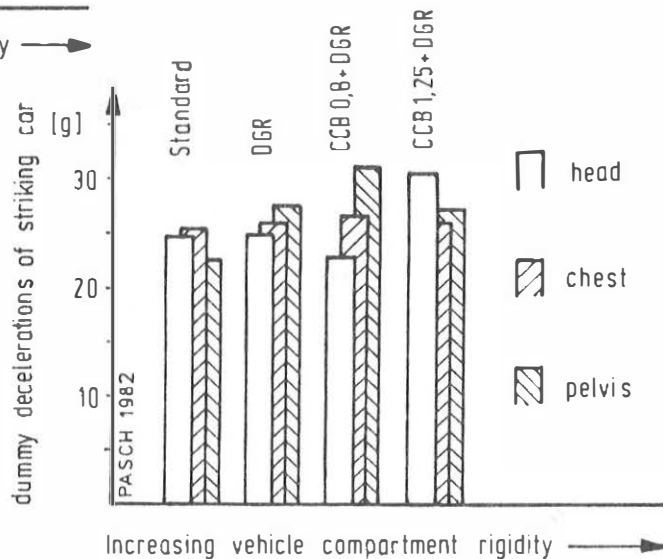 y
dummy decelerations of striking car [g]
30
20
10
Standard
DGR
CCB 0,8+DGR
CCB 1,25+DGR
head
chest
pelvis
PASCH 1982
Increasing vehicle compartment rigidity